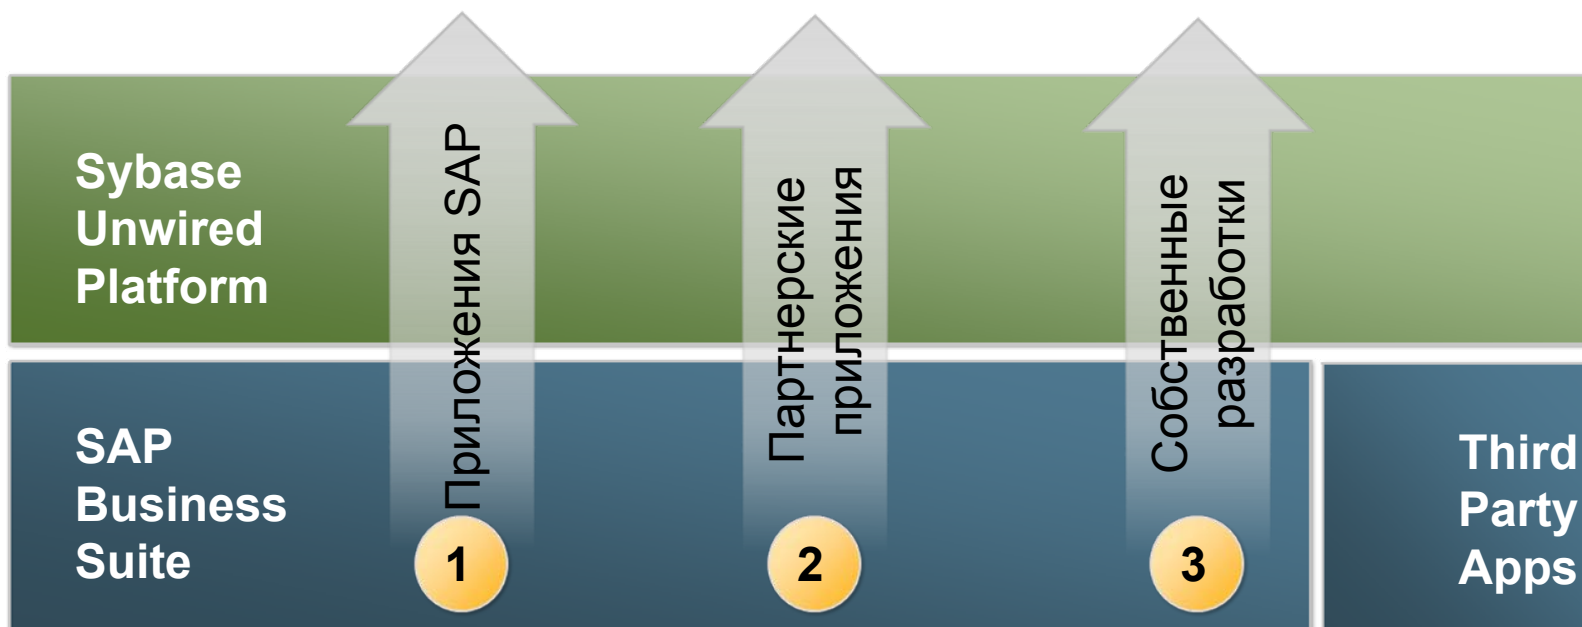 Sybase
Unwired
Platform
Приложения SAP
Партнерские
приложения
Собственные
разработки
SAP
Business
Suite
1
2
3
Third
Party
Apps